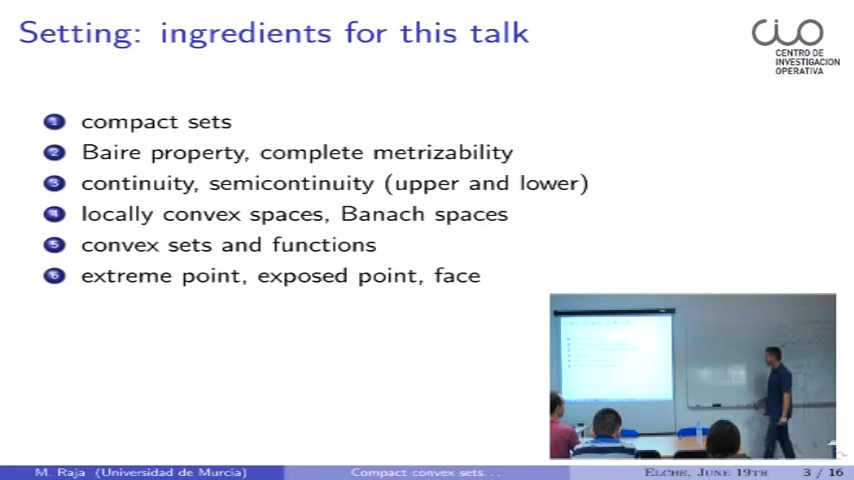 Setting: ingredients for this talk
CIO
CENTRO DE
INVESTIGACION
OPERATIVA
1 compact sets
2 Baire property, complete metrizability
3 continuity, semicontinuity (upper and lower)
4 locally convex spaces, Banach spaces
5 convex sets and functions
6 extreme point, exposed point, face
M. Raja (Universidad de Murcia)
Compact convex sets...
Elche, June 19th
3 / 16